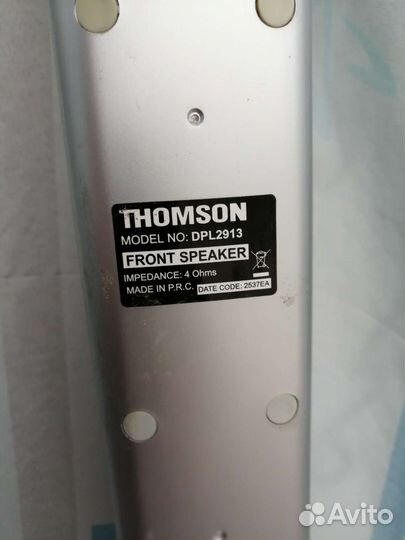 THOMSON
MODEL NO: DPL2913
FRONT SPEAKER
IMPEDANCE: 4 Ohms
MADE IN P.R.C.
DATE CODE: 2537EA
Avito